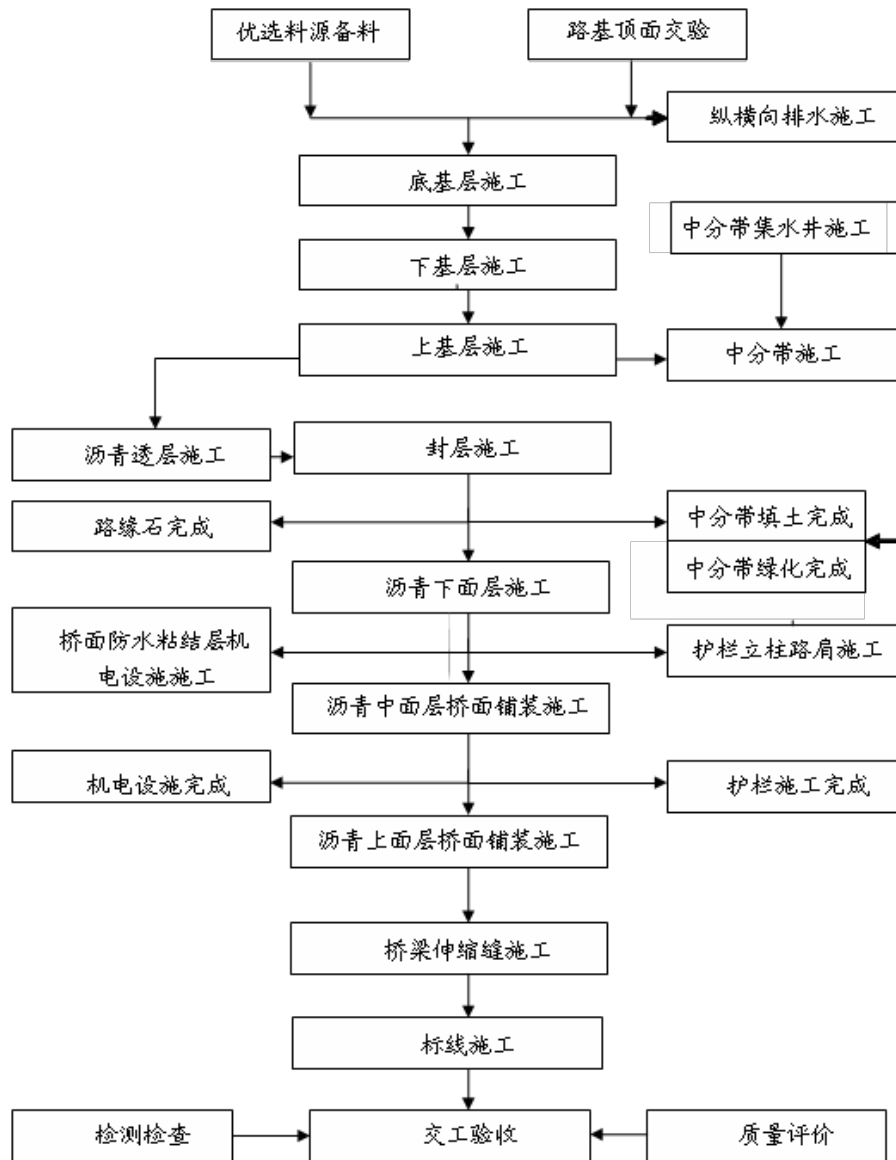 优选料源备料
路基顶面交验
纵横向排水施工
底基层施工
中分带集水井施工
下基层施工
上基层施工
中分带施工
沥青透层施工
封层施工
路缘石完成
中分带填土完成
中分带绿化完成
沥青下面层施工
桥面防水粘结层机
电设施施工
护栏立柱路肩施工
沥青中面层桥面铺装施工
机电设施完成
护栏施工完成
沥青上面层桥面铺装施工
桥梁伸缩缝施工
标线施工
检测检查
交工验收
质量评价